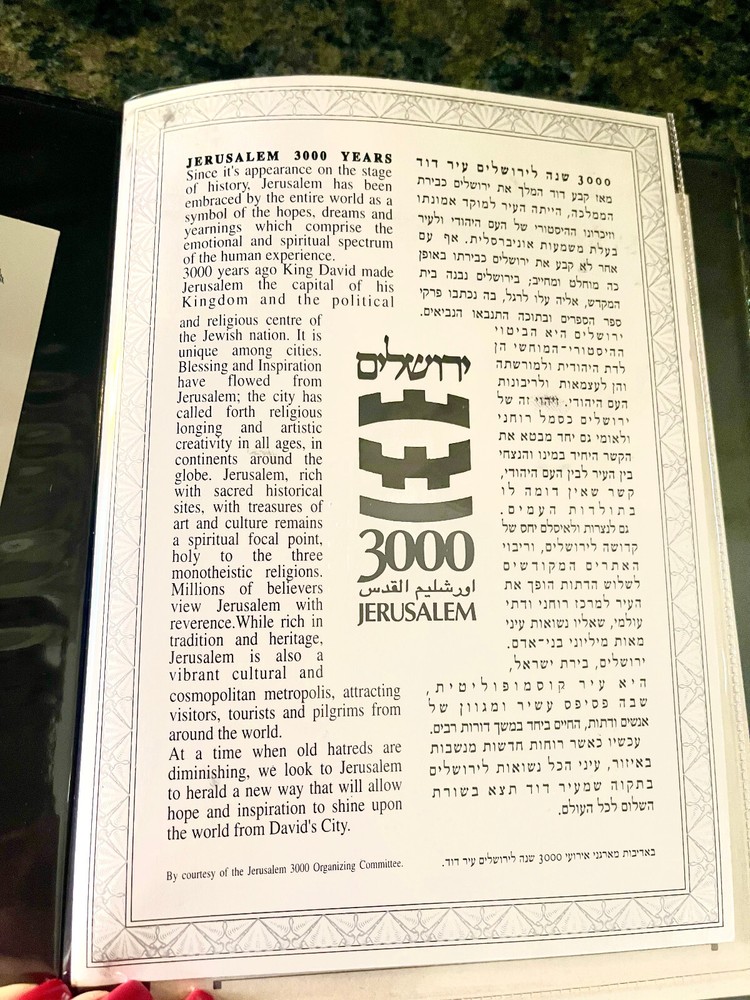 JERUSALEM 3000 YEARS
Since it's appearance on the stage
of history, Jerusalem has been
embraced by the entire world as a
symbol of the hopes, dreams and
yearnings which comprise the
emotional and spiritual spectrum
of the human experience.
3000 years ago King David made
Jerusalem the capital of his
Kingdom and the political
and religious centre of
the Jewish nation. It is
unique among cities.
Blessing and Inspiration
have flowed from
Jerusalem; the city has
called forth religious
longing and artistic
creativity in all ages, in
continents around the
globe. Jerusalem, rich
with sacred historical
sites, with treasures of
art and culture remains
a spiritual focal point,
holy to the three
monotheistic religions.
Millions of believers
view Jerusalem with
reverence.While rich in
tradition and heritage,
Jerusalem is also a
vibrant cultural and
cosmopolitan metropolis, attracting
visitors, tourists and pilgrims from
around the world.
At a time when old hatreds are
diminishing, we look to Jerusalem
to herald a new way that will allow
hope and inspiration to shine upon
the world from David's City.
By courtesy of the Jerusalem 3000 Organizing Committee.
ירושלים
3000
اورشليم القدس
JERUSALEM
3000 שנה לירושלים עיר דוד
מאז קבע דוד המלך את ירושלים כבירת
הממלכה, הייתה העיר למוקד אמונתו
וזיכרונו ההיסטורי של העם היהודי ולעיר
בעלת משמעות אוניברסלית. אף עם
אחר לא קבע את ירושלים כבירתו באופן
כה מוחלט ומחייב; בירושלים נבנה בית
המקדש, אליה עלו לרגל, בה נכתבו פרקי
ספר הספרים ובתוכה התנבאו הנביאים.
ירושלים היא הביטוי
ההיסטורי־המוחשי הן
לדת היהודית ולמורשתה
והן לעצמאות ולריבונות
העם היהודי. זיהוי זה של
ירושלים כסמל רוחני
ולאומי גם יחד מבטא את
הקשר היחיד במינו והנצחי
בין העיר לבין העם היהודי,
קשר שאין דומה לו
בתולדות העמים.
גם לנצרות ולאיסלם יחס של
קדושה לירושלים, וריבוי
האתרים המקודשים
לשלוש הדתות הופך את
העיר למרכז רוחני ודתי
עולמי, שאליו נשואות עיני
מאות מיליוני בני־אדם.
ירושלים, בירת ישראל,
היא עיר קוסמופוליטית,
שבה פסיפס עשיר ומגוון של
אנשים ודתות, החיים ביחד במשך דורות רבים.
עכשיו כאשר רוחות חדשות מנשבות
באיזור, עיני הכל נשואות לירושלים
בתקוה שמעיר דוד תצא בשורת
השלום לכל העולם.
באדיבות מארגני אירועי 3000 שנה לירושלים עיר דוד.